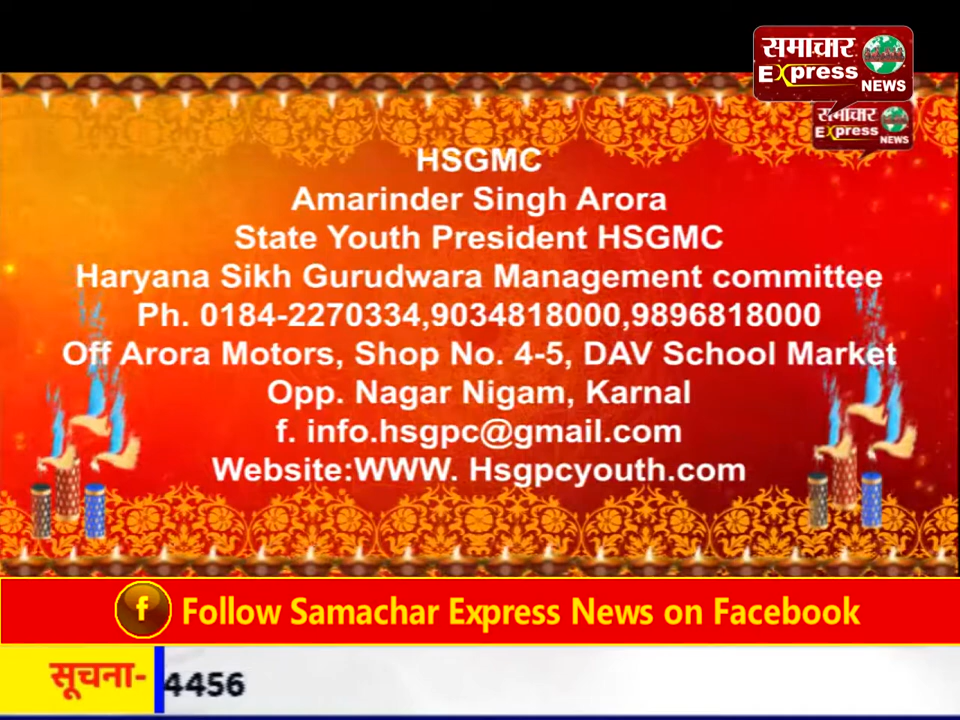 समाचार
Express
NEWS
समाचार
Express
NEWS
HSGMC
Amarinder Singh Arora
State Youth President HSGMC
Haryana Sikh Gurudwara Management committee
Ph. 0184-2270334,9034818000,9896818000
Off Arora Motors, Shop No. 4-5, DAV School Market
Opp. Nagar Nigam, Karnal
f. info.hsgpc@gmail.com
Website:WWW. Hsgpcyouth.com
f Follow Samachar Express News on Facebook
सूचना- 4456